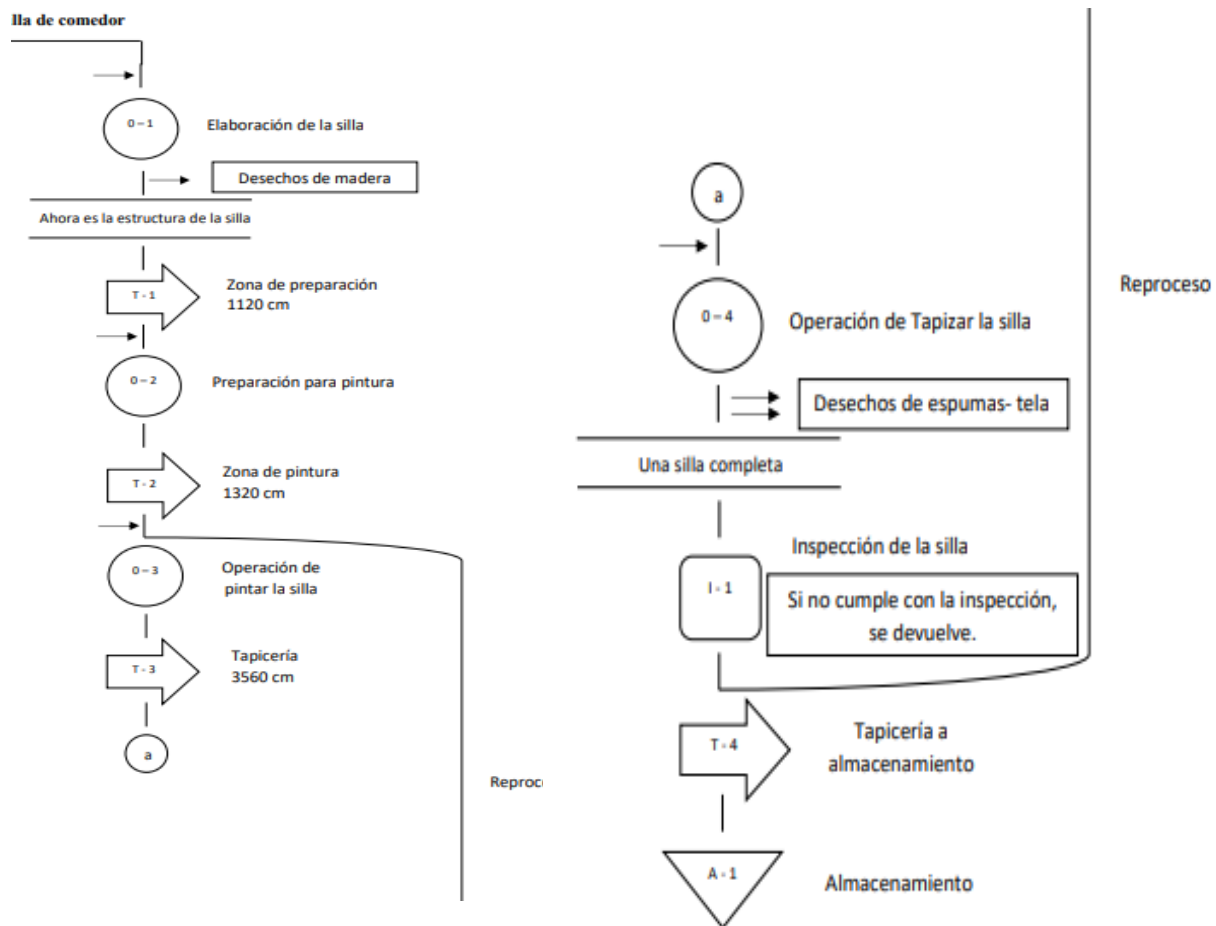 lla de comedor
0 – 1
Elaboración de la silla
Desechos de madera
Ahora es la estructura de la silla
T - 1
Zona de preparación
1120 cm
0 – 2
Preparación para pintura
T - 2
Zona de pintura
1320 cm
0 – 3
Operación de
pintar la silla
T - 3
Tapicería
3560 cm
a
Reproc
a
0 – 4
Operación de Tapizar la silla
Desechos de espumas- tela
Una silla completa
Inspección de la silla
I - 1
Si no cumple con la inspección,
se devuelve.
Reproceso
T - 4
Tapicería a
almacenamiento
A - 1
Almacenamiento